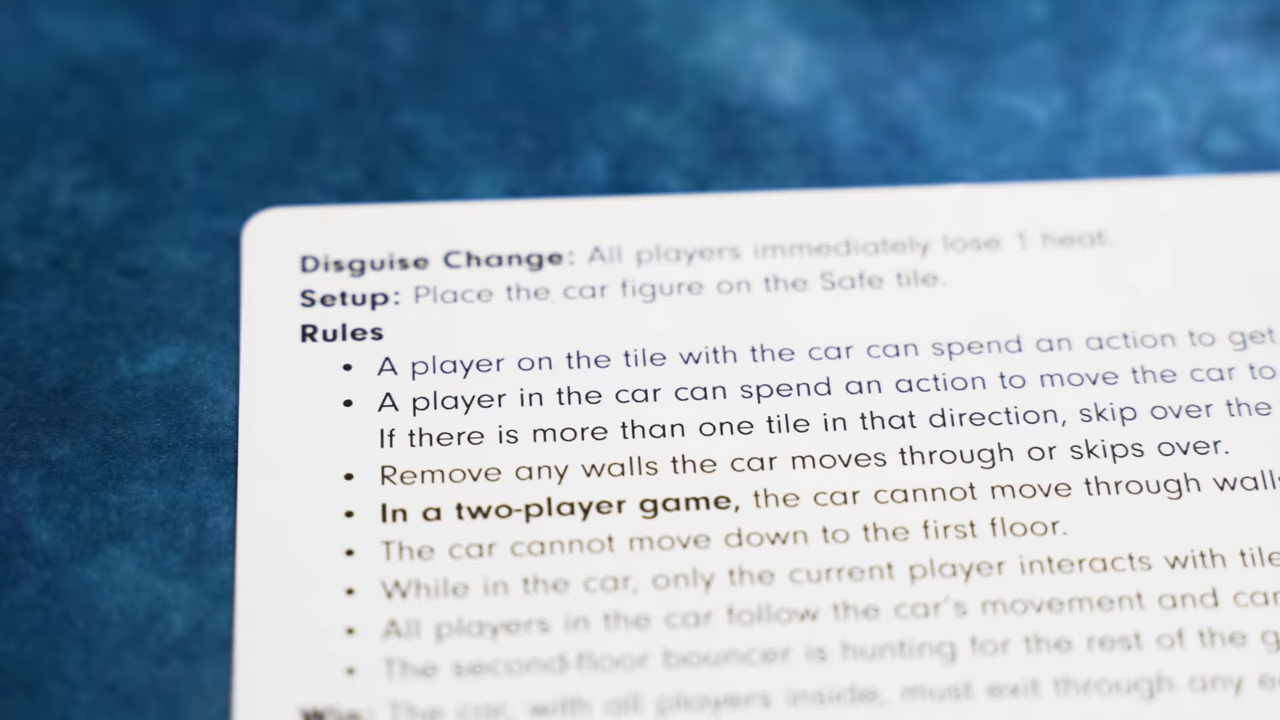 Disguise Change: All players immediately lose 1 heat.
Setup: Place the car figure on the Safe tile.
Rules
• A player on the tile with the car can spend an action to get
• A player in the car can spend an action to move the car to
If there is more than one tile in that direction, skip over the
• Remove any walls the car moves through or skips over.
• In a two-player game, the car cannot move through walls
• The car cannot move down to the first floor.
• While in the car, only the current player interacts with tile
• All players in the car follow the car's movement and can
• The second-floor bouncer is hunting for the rest of the
Win: The car, with all players inside, must exit through any